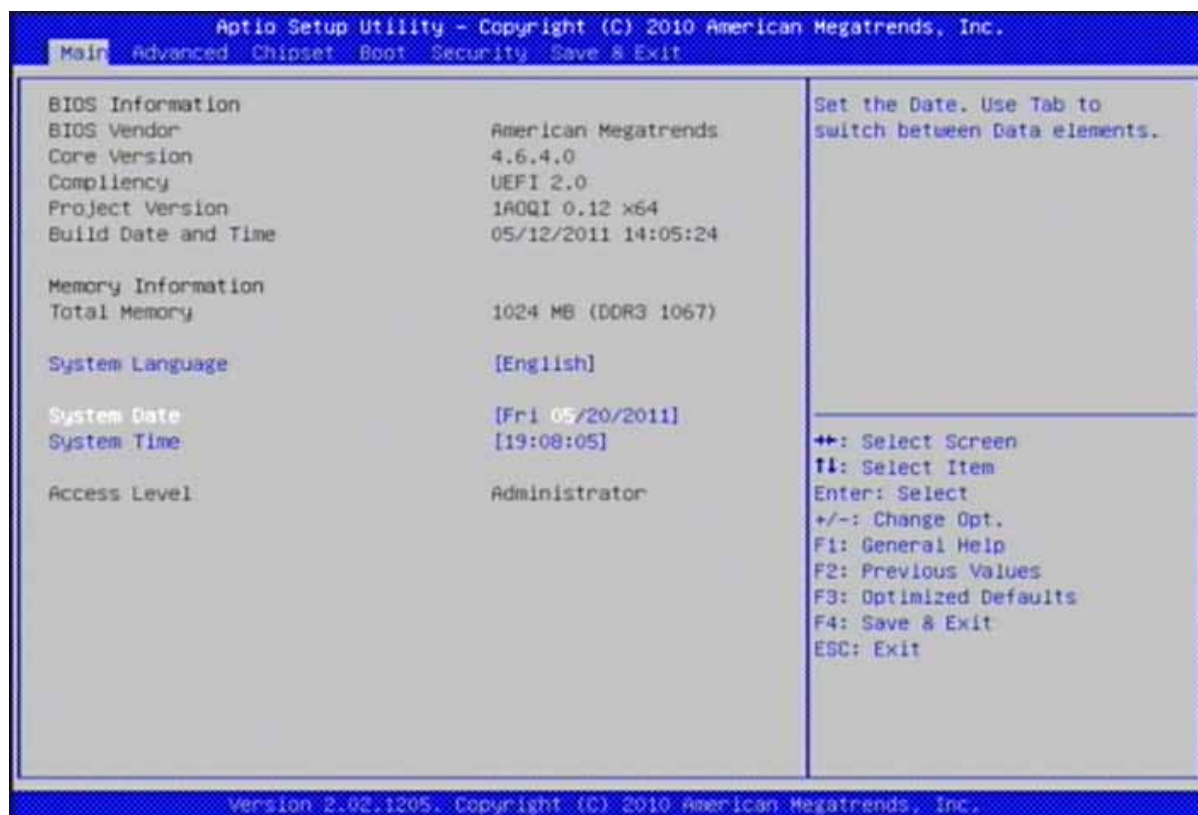 Aptio Setup Utility – Copyright (C) 2010 American Megatrends, Inc.
Main Advanced Chipset Boot Security Save & Exit
BIOS Information
BIOS Vendor American Megatrends
Core Version 4.6.4.0
Compliency UEFI 2.0
Project Version 1AOQI 0.12 x64
Build Date and Time 05/12/2011 14:05:24
Memory Information
Total Memory 1024 MB (DDR3 1067)
System Language [English]
System Date [Fri 05/20/2011]
System Time [19:08:05]
Access Level Administrator
Set the Date. Use Tab to
switch between Data elements.
→←: Select Screen
↑↓: Select Item
Enter: Select
+/-: Change Opt.
F1: General Help
F2: Previous Values
F3: Optimized Defaults
F4: Save & Exit
ESC: Exit
Version 2.02.1205. Copyright (C) 2010 American Megatrends, Inc.